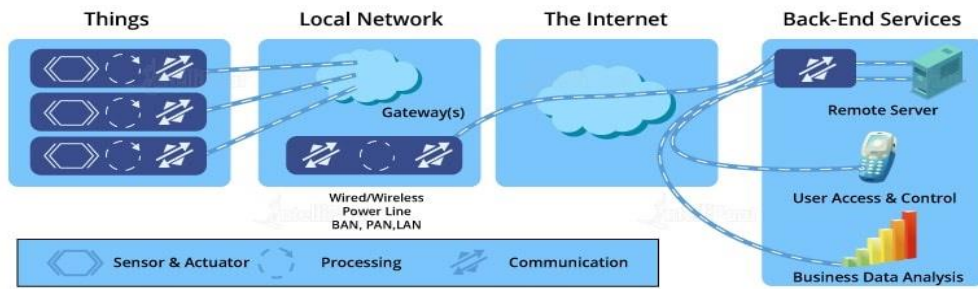 Things
Local Network
The Internet
Back-End Services
Gateway(s)
Remote Server
Wired/Wireless
Power Line
BAN, PAN,LAN
User Access & Control
Business Data Analysis
Sensor & Actuator
Processing
Communication